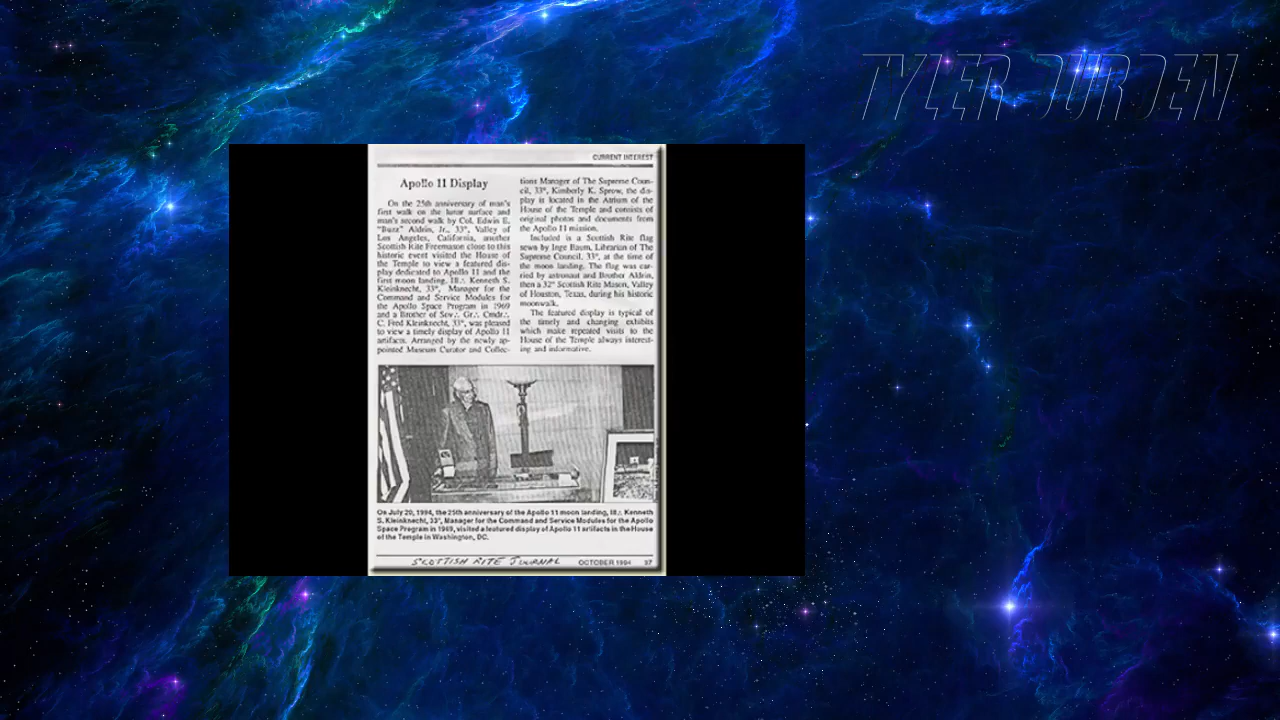 TYLER DURDEN
CURRENT INTEREST
Apollo 11 Display
On the 25th anniversary of man's
first walk on the lunar surface and
man's second walk by Col. Edwin E.
"Buzz" Aldrin, Jr., 33°, Valley of
Los Angeles, California, another
Scottish Rite Freemason close to this
historic event visited the House of
the Temple to view a featured dis-
play dedicated to Apollo 11 and the
first moon landing. Ill∴ Kenneth S.
Kleinknecht, 33°, Manager for the
Command and Service Modules for
the Apollo Space Program in 1969
and a Brother of Sov∴ Gr∴ Cmdr∴
C. Fred Kleinknecht, 33°, was pleased
to view a timely display of Apollo 11
artifacts. Arranged by the newly ap-
pointed Museum Curator and Collec-
tions Manager of The Supreme Coun-
cil, 33°, Kimberly K. Sprow, the dis-
play is located in the Atrium of the
House of the Temple and consists of
original photos and documents from
the Apollo 11 mission.
Included is a Scottish Rite flag
sewn by Inge Baum, Librarian of The
Supreme Council, 33°, at the time of
the moon landing. The flag was car-
ried by astronaut and Brother Aldrin,
then a 32° Scottish Rite Mason, Valley
of Houston, Texas, during his historic
moonwalk.
The featured display is typical of
the timely and changing exhibits
which make repeated visits to the
House of the Temple always interest-
ing and informative.
On July 20, 1994, the 25th anniversary of the Apollo 11 moon landing, Ill∴ Kenneth
S. Kleinknecht, 33°, Manager for the Command and Service Modules for the Apollo
Space Program in 1969, visited a featured display of Apollo 11 artifacts in the House
of the Temple in Washington, DC.
SCOTTISH RITE JOURNAL OCTOBER 1994 37